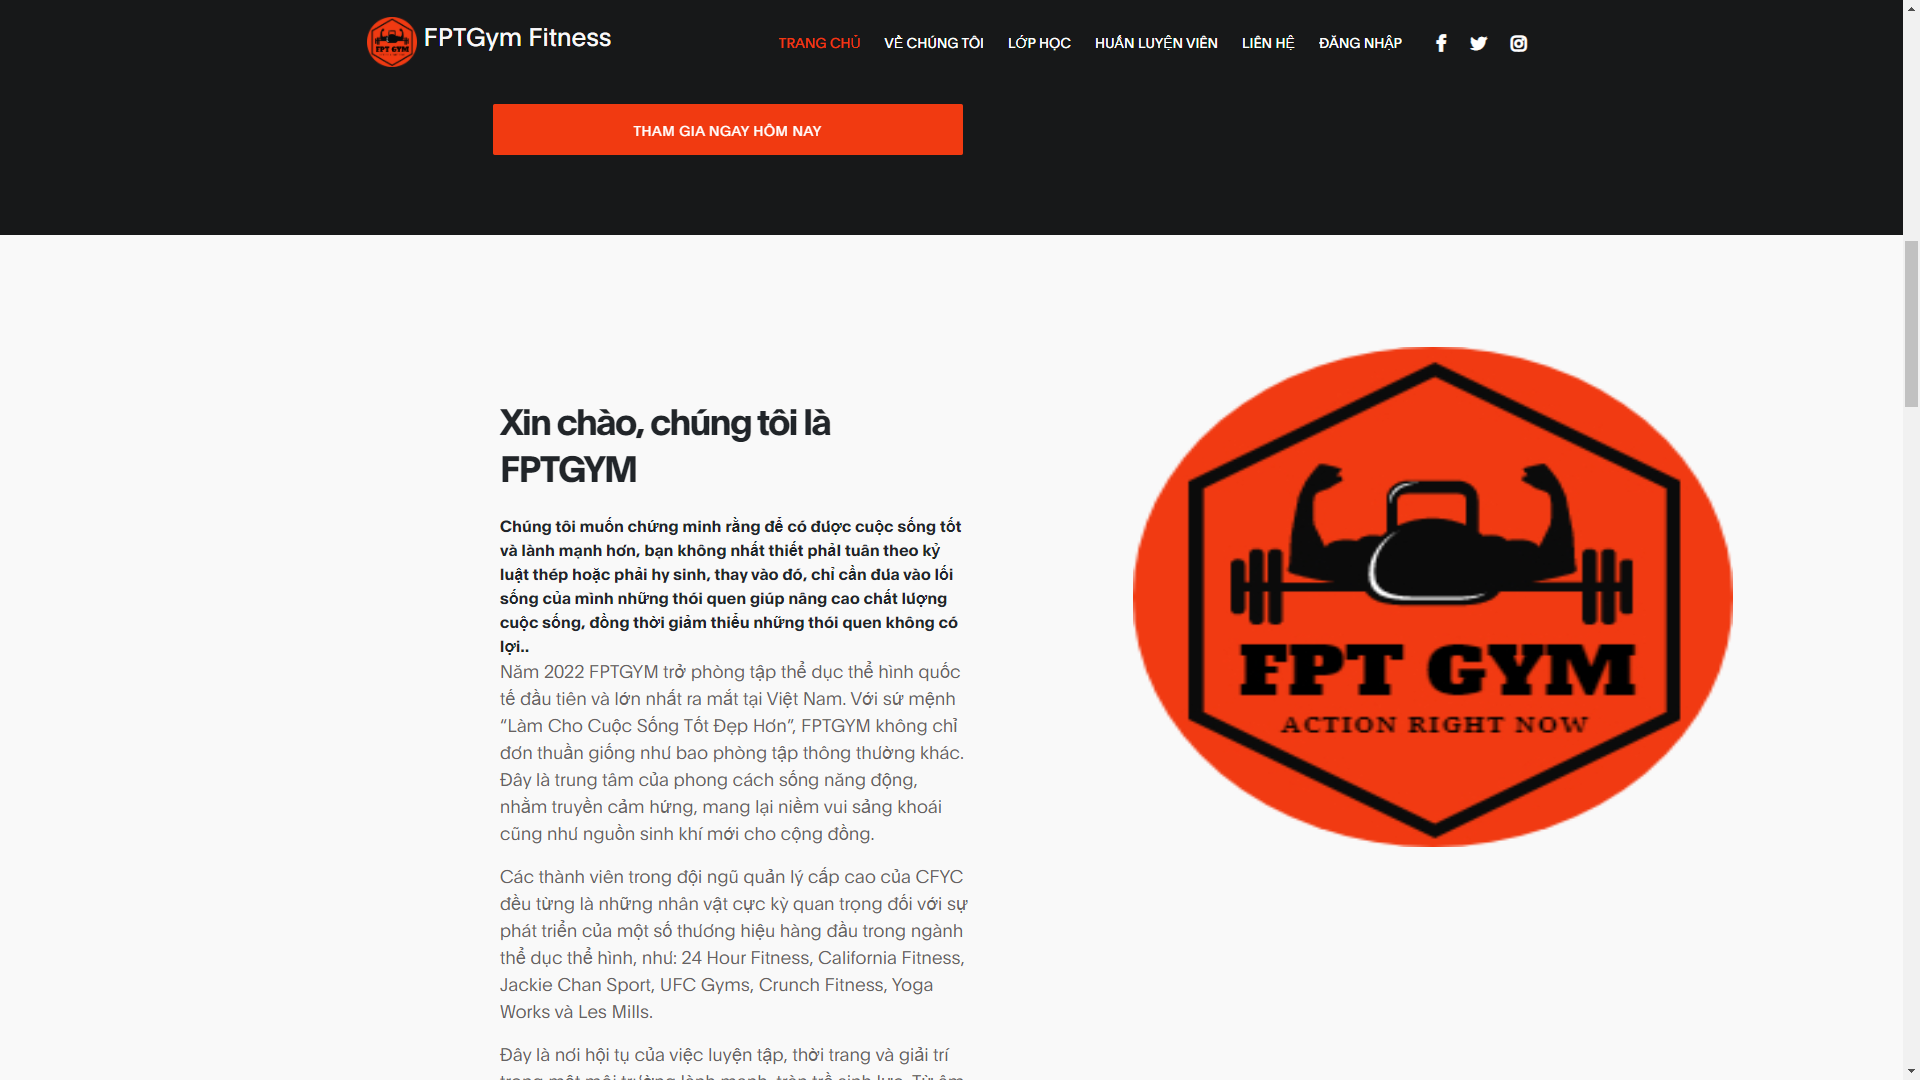 FPT GYM
FPTGym Fitness
TRANG CHỦ
VỀ CHÚNG TÔI
LỚP HỌC
HUẤN LUYỆN VIÊN
LIÊN HỆ
ĐĂNG NHẬP
THAM GIA NGAY HÔM NAY
Xin chào, chúng tôi là
FPTGYM
Chúng tôi muốn chứng minh rằng để có được cuộc sống tốt
và lành mạnh hơn, bạn không nhất thiết phảI tuân theo kỷ
luật thép hoặc phải hy sinh, thay vào đó, chỉ cần đưa vào lối
sống của mình những thói quen giúp nâng cao chất lượng
cuộc sống, đồng thời giảm thiểu những thói quen không có
lợi..
Năm 2022 FPTGYM trở phòng tập thể dục thể hình quốc
tế đầu tiên và lớn nhất ra mắt tại Việt Nam. Với sứ mệnh
“Làm Cho Cuộc Sống Tốt Đẹp Hơn”, FPTGYM không chỉ
đơn thuần giống như bao phòng tập thông thường khác.
Đây là trung tâm của phong cách sống năng động,
nhằm truyền cảm hứng, mang lại niềm vui sảng khoái
cũng như nguồn sinh khí mới cho cộng đồng.
Các thành viên trong đội ngũ quản lý cấp cao của CFYC
đều từng là những nhân vật cực kỳ quan trọng đối với sự
phát triển của một số thương hiệu hàng đầu trong ngành
thể dục thể hình, như: 24 Hour Fitness, California Fitness,
Jackie Chan Sport, UFC Gyms, Crunch Fitness, Yoga
Works và Les Mills.
Đây là nơi hội tụ của việc luyện tập, thời trang và giải trí
trong một môi trường lành mạnh, tràn trề sinh lực. Từ âm
FPT GYM
ACTION RIGHT NOW